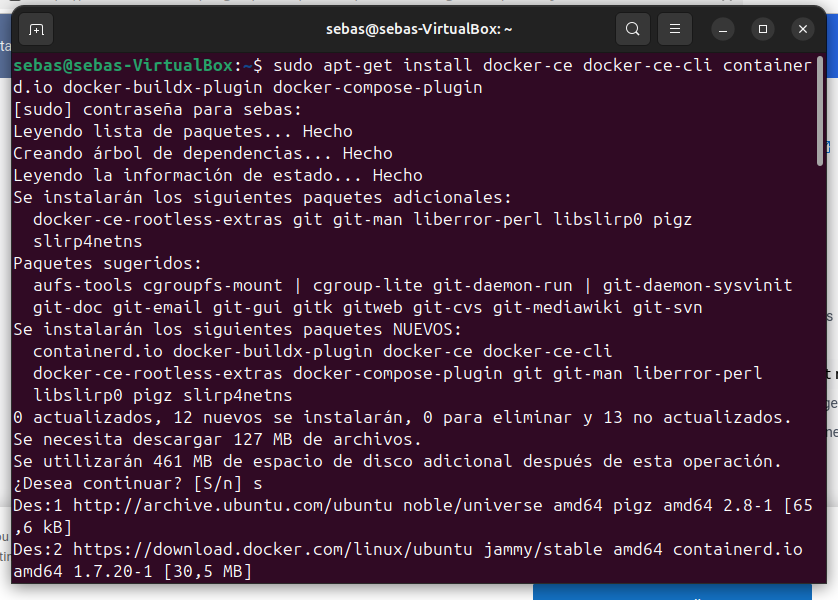 sebas@sebas-VirtualBox: ~
sebas@sebas-VirtualBox:~$ sudo apt-get install docker-ce docker-ce-cli container
d.io docker-buildx-plugin docker-compose-plugin
[sudo] contraseña para sebas:
Leyendo lista de paquetes... Hecho
Creando árbol de dependencias... Hecho
Leyendo la información de estado... Hecho
Se instalarán los siguientes paquetes adicionales:
  docker-ce-rootless-extras git git-man liberror-perl libslirp0 pigz
  slirp4netns
Paquetes sugeridos:
  aufs-tools cgroupfs-mount | cgroup-lite git-daemon-run | git-daemon-sysvinit
  git-doc git-email git-gui gitk gitweb git-cvs git-mediawiki git-svn
Se instalarán los siguientes paquetes NUEVOS:
  containerd.io docker-buildx-plugin docker-ce docker-ce-cli
  docker-ce-rootless-extras docker-compose-plugin git git-man liberror-perl
  libslirp0 pigz slirp4netns
0 actualizados, 12 nuevos se instalarán, 0 para eliminar y 13 no actualizados.
Se necesita descargar 127 MB de archivos.
Se utilizarán 461 MB de espacio de disco adicional después de esta operación.
¿Desea continuar? [S/n] s
Des:1 http://archive.ubuntu.com/ubuntu noble/universe amd64 pigz amd64 2.8-1 [65
,6 kB]
Des:2 https://download.docker.com/linux/ubuntu jammy/stable amd64 containerd.io
amd64 1.7.20-1 [30,5 MB]